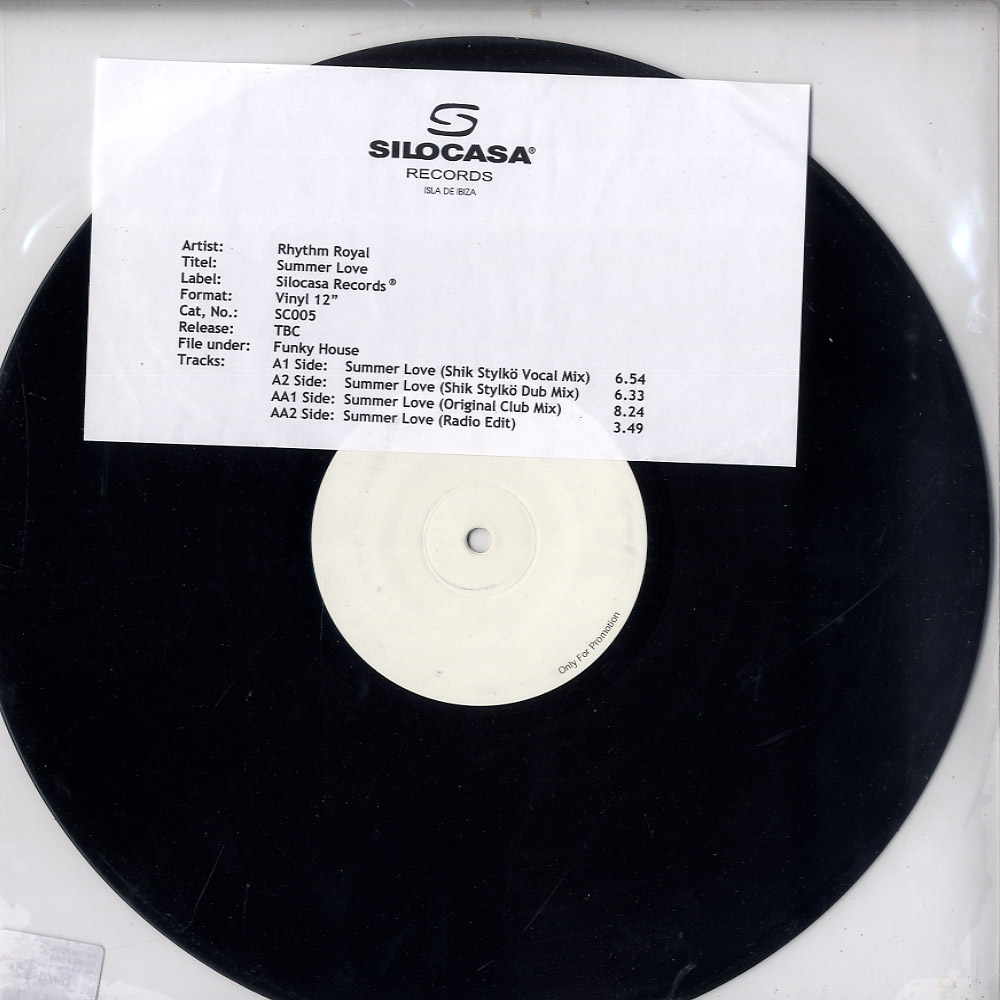 SILOCASA®
RECORDS
ISLA DE IBIZA
Artist: Rhythm Royal
Titel: Summer Love
Label: Silocasa Records®
Format: Vinyl 12”
Cat, No.: SC005
Release: TBC
File under: Funky House
Tracks: A1 Side: Summer Love (Shik Stylkö Vocal Mix) 6.54
A2 Side: Summer Love (Shik Stylkö Dub Mix) 6.33
AA1 Side: Summer Love (Original Club Mix) 8.24
AA2 Side: Summer Love (Radio Edit) 3.49
Only For Promotion